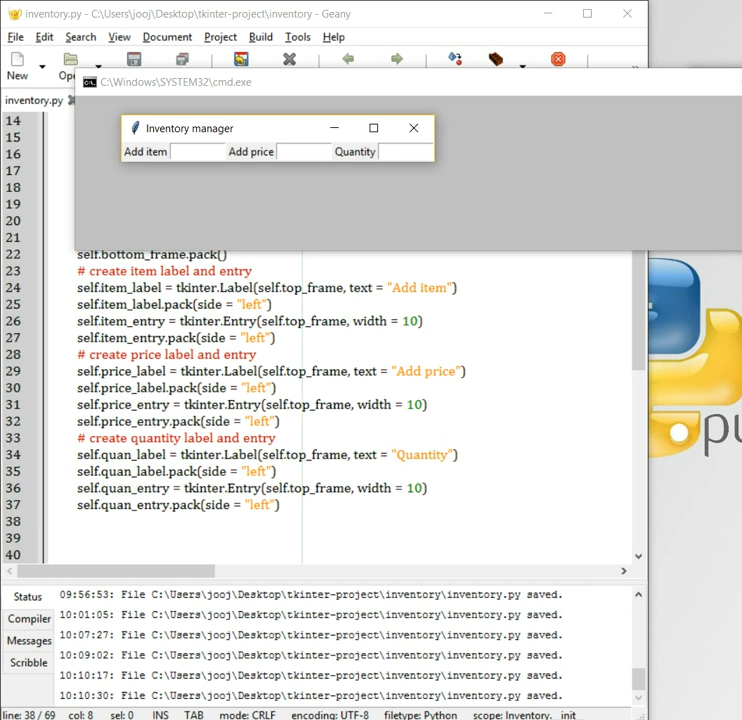 inventory.py - C:\Users\jooj\Desktop\tkinter-project\inventory - Geany
File Edit Search View Document Project Build Tools Help
New
C:\Windows\SYSTEM32\cmd.exe
inventory.py
Inventory manager
Add item Add price Quantity
14
15
16
17
18
19
20
21
22 self.bottom_frame.pack()
23 # create item label and entry
24 self.item_label = tkinter.Label(self.top_frame, text = "Add item")
25 self.item_label.pack(side = "left")
26 self.item_entry = tkinter.Entry(self.top_frame, width = 10)
27 self.item_entry.pack(side = "left")
28 # create price label and entry
29 self.price_label = tkinter.Label(self.top_frame, text = "Add price")
30 self.price_label.pack(side = "left")
31 self.price_entry = tkinter.Entry(self.top_frame, width = 10)
32 self.price_entry.pack(side = "left")
33 # create quantity label and entry
34 self.quan_label = tkinter.Label(self.top_frame, text = "Quantity")
35 self.quan_label.pack(side = "left")
36 self.quan_entry = tkinter.Entry(self.top_frame, width = 10)
37 self.quan_entry.pack(side = "left")
38
39
40
Status
Compiler
Messages
Scribble
09:56:53: File C:\Users\jooj\Desktop\tkinter-project\inventory\inventory.py saved.
10:01:05: File C:\Users\jooj\Desktop\tkinter-project\inventory\inventory.py saved.
10:07:27: File C:\Users\jooj\Desktop\tkinter-project\inventory\inventory.py saved.
10:09:02: File C:\Users\jooj\Desktop\tkinter-project\inventory\inventory.py saved.
10:10:17: File C:\Users\jooj\Desktop\tkinter-project\inventory\inventory.py saved.
10:10:30: File C:\Users\jooj\Desktop\tkinter-project\inventory\inventory.py saved.
line: 38 / 69 col: 8 sel: 0 INS TAB mode: CRLF encoding: UTF-8 filetype: Python scope: Inventory.__init__